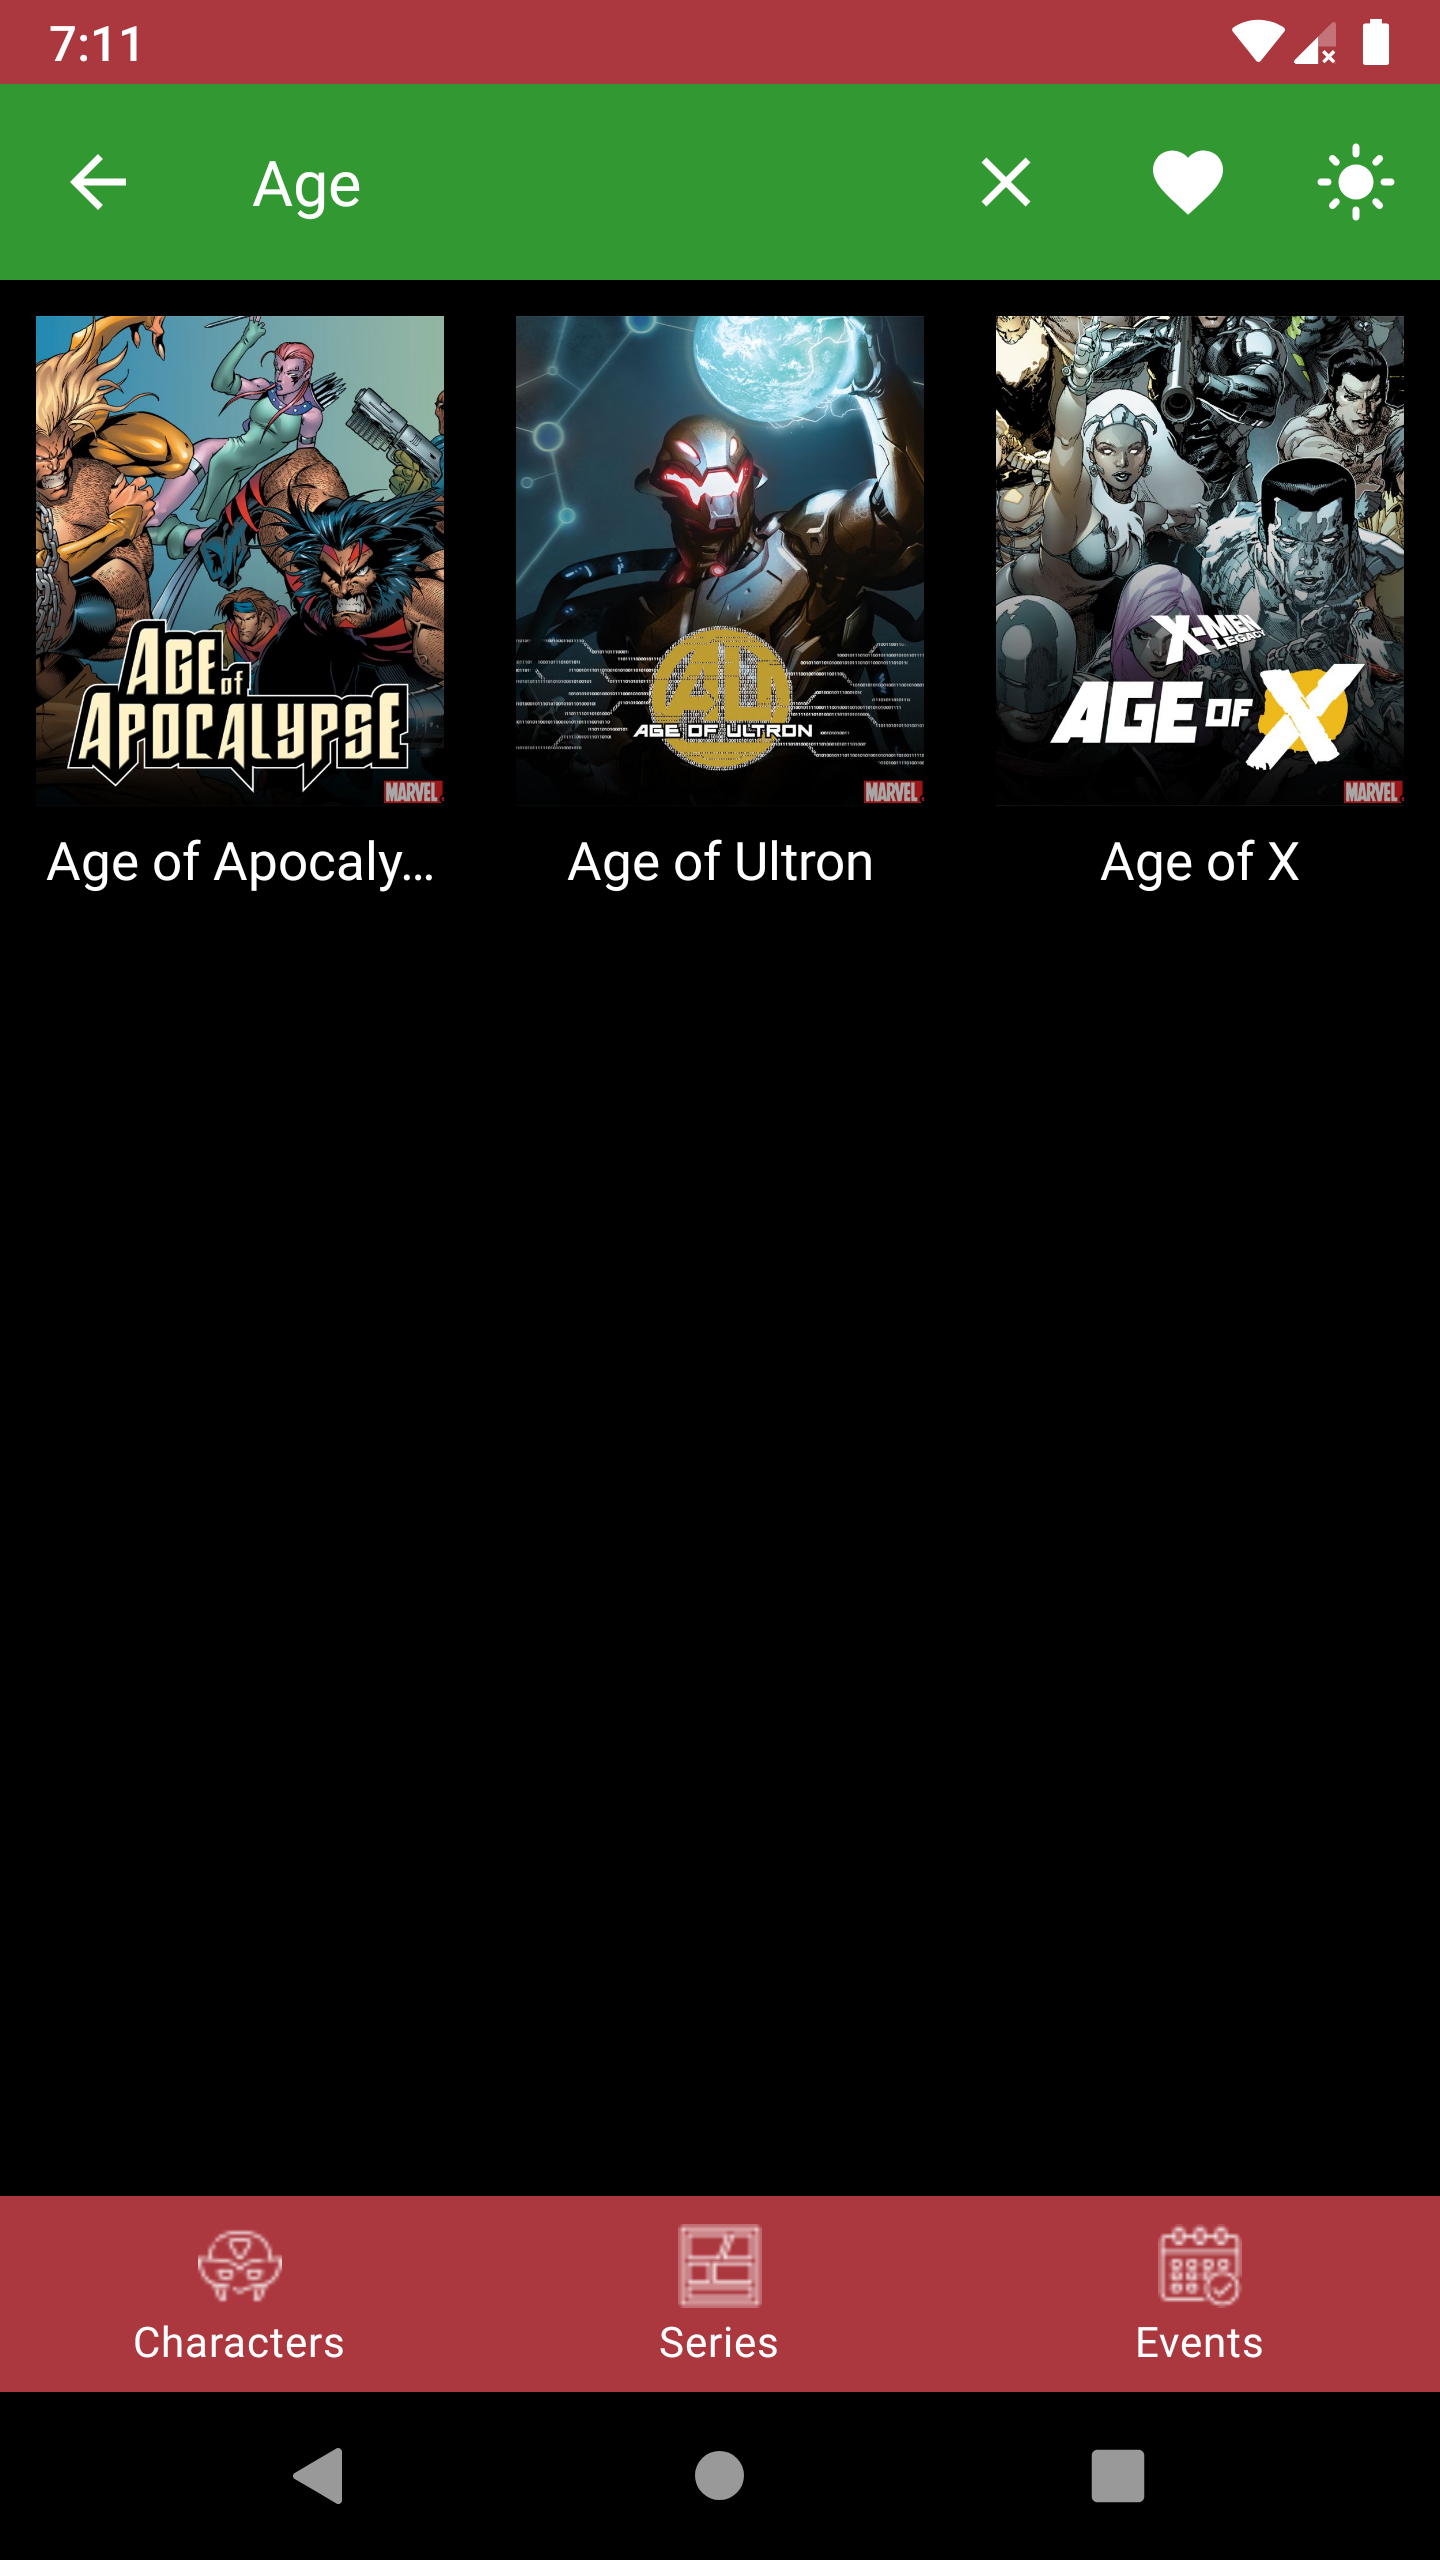 7:11
Age
AGE of
APOCALYPSE
MARVEL
AGE OF ULTRON
MARVEL
X-MEN
LEGACY
AGE OF X
MARVEL
Age of Apocaly...
Age of Ultron
Age of X
Characters
Series
Events